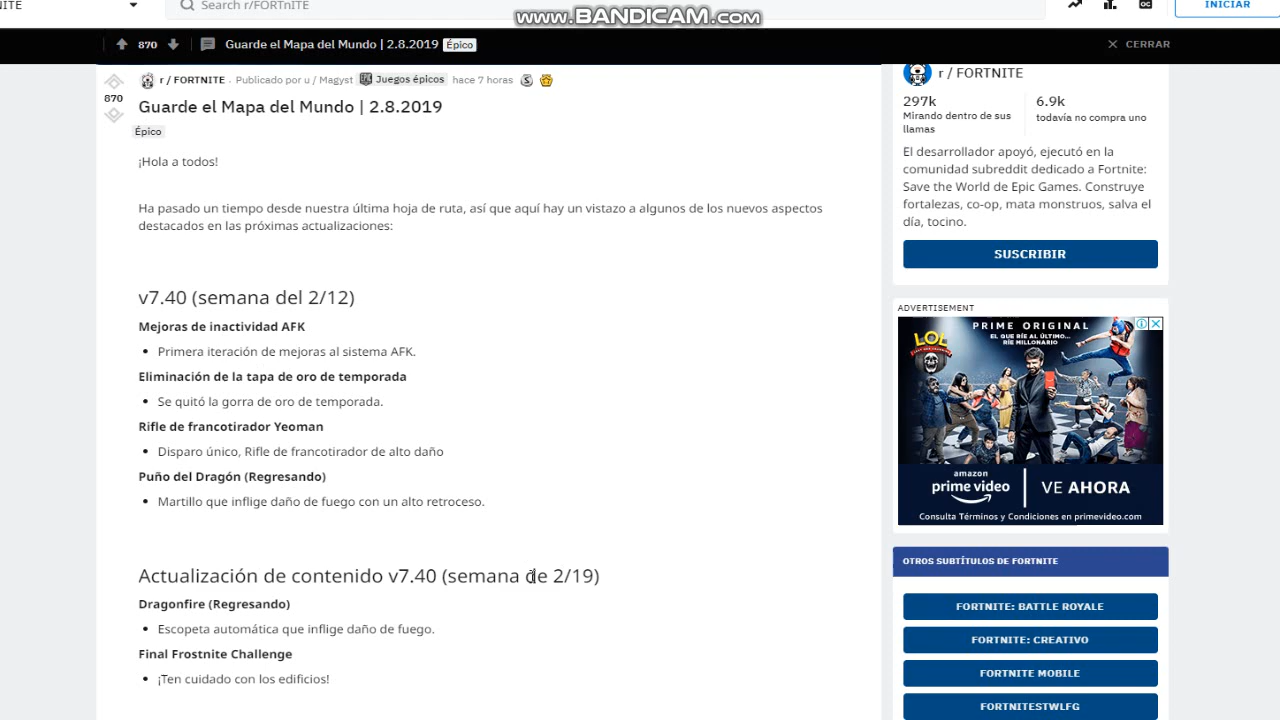 NITE
Search r/FORTnITE
www.BANDICAM.com
INICIAR
870
Guarde el Mapa del Mundo | 2.8.2019 Épico
CERRAR
r / FORTNITE · Publicado por u / Magyst Juegos épicos hace 7 horas S
870
Guarde el Mapa del Mundo | 2.8.2019
Épico
¡Hola a todos!
Ha pasado un tiempo desde nuestra última hoja de ruta, así que aquí hay un vistazo a algunos de los nuevos aspectos
destacados en las próximas actualizaciones:
v7.40 (semana del 2/12)
Mejoras de inactividad AFK
• Primera iteración de mejoras al sistema AFK.
Eliminación de la tapa de oro de temporada
• Se quitó la gorra de oro de temporada.
Rifle de francotirador Yeoman
• Disparo único, Rifle de francotirador de alto daño
Puño del Dragón (Regresando)
• Martillo que inflige daño de fuego con un alto retroceso.
Actualización de contenido v7.40 (semana de 2/19)
Dragonfire (Regresando)
• Escopeta automática que inflige daño de fuego.
Final Frostnite Challenge
• ¡Ten cuidado con los edificios!
r / FORTNITE
297k
Mirando dentro de sus
llamas
6.9k
todavía no compra uno
El desarrollador apoyó, ejecutó en la
comunidad subreddit dedicado a Fortnite:
Save the World de Epic Games. Construye
fortalezas, co-op, mata monstruos, salva el
día, tocino.
SUSCRIBIR
ADVERTISEMENT
PRIME ORIGINAL
EL QUE RÍE AL ÚLTIMO...
RÍE MILLONARIO
LOL
amazon
prime video
VE AHORA
Consulta Términos y Condiciones en primevideo.com
OTROS SUBTÍTULOS DE FORTNITE
FORTNITE: BATTLE ROYALE
FORTNITE: CREATIVO
FORTNITE MOBILE
FORTNITESTWLFG